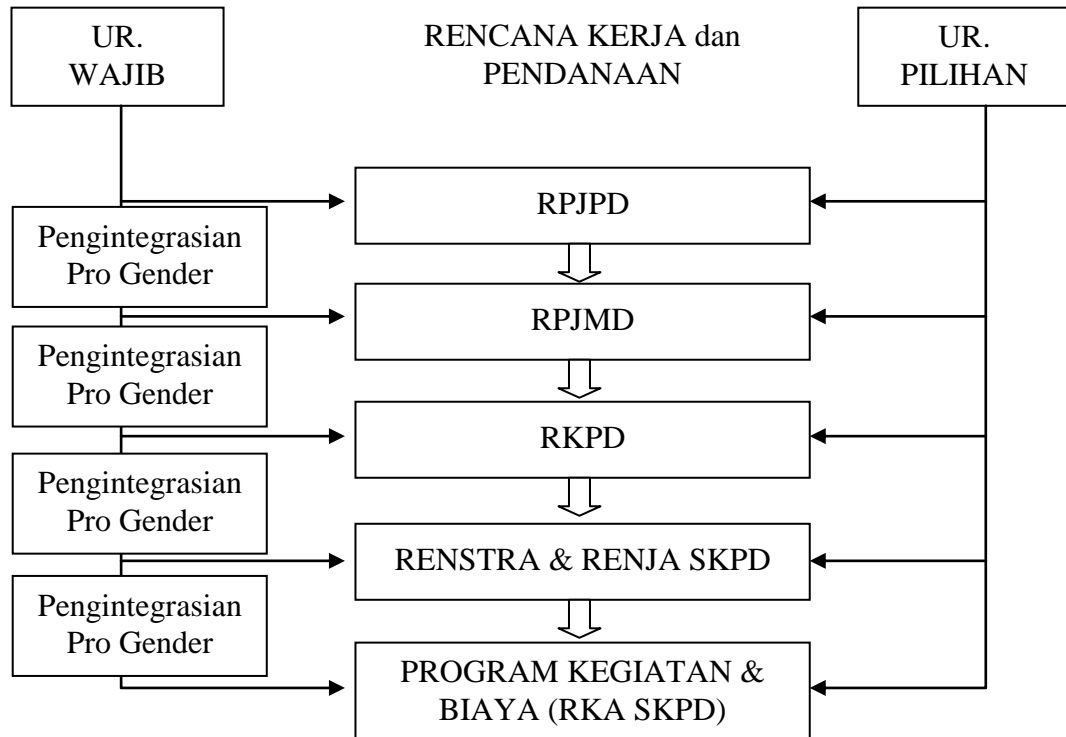 UR.
WAJIB
RENCANA KERJA dan
PENDANAAN
UR.
PILIHAN
RPJPD
Pengintegrasian
Pro Gender
RPJMD
Pengintegrasian
Pro Gender
RKPD
Pengintegrasian
Pro Gender
RENSTRA & RENJA SKPD
Pengintegrasian
Pro Gender
PROGRAM KEGIATAN &
BIAYA (RKA SKPD)